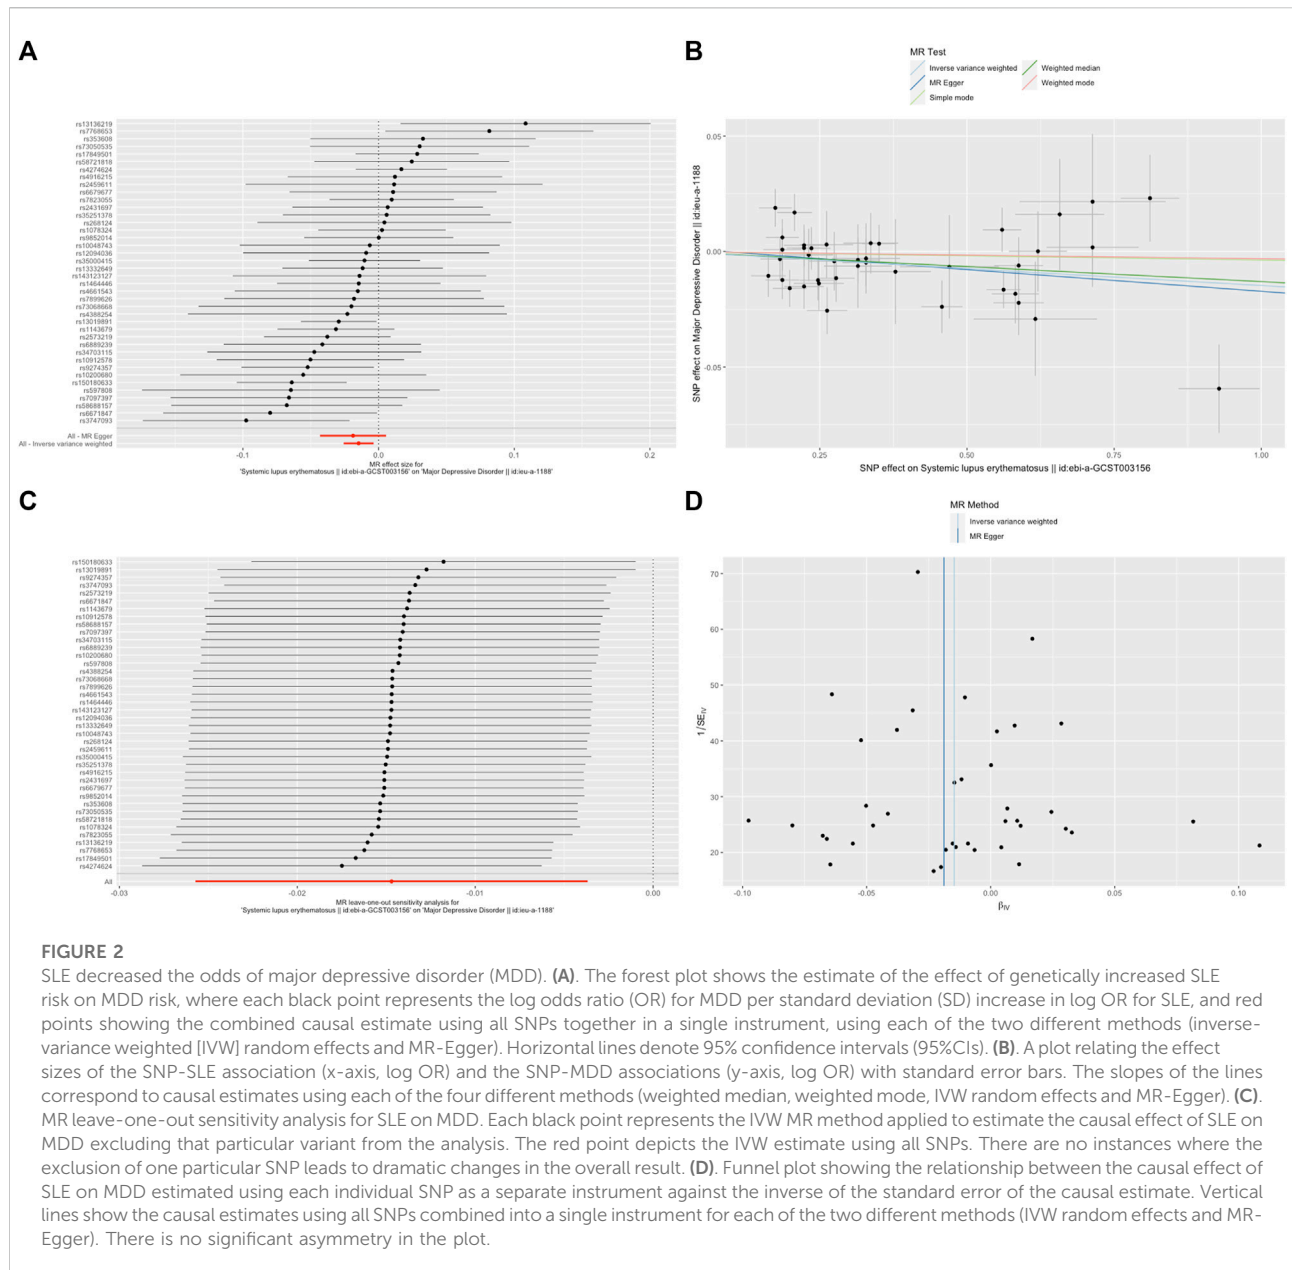 A
rs13136219
rs7768653
rs353608
rs73050535
rs17849501
rs58721818
rs4274624
rs4916215
rs2459611
rs6679677
rs7823055
rs2431697
rs35251378
rs268124
rs1078324
rs9852014
rs10048743
rs12094036
rs35000415
rs13332649
rs143123127
rs1464446
rs4661543
rs7899626
rs73068668
rs4388254
rs13019891
rs1143679
rs2573219
rs6889239
rs34703115
rs10912578
rs9274357
rs10200680
rs150180633
rs597808
rs7097397
rs58688157
rs6671847
rs3747093
All - MR Egger
All - Inverse variance weighted
-0.1 0.0 0.1 0.2
MR effect size for
'Systemic lupus erythematosus || id:ebi-a-GCST003156' on 'Major Depressive Disorder || id:ieu-a-1188'
B
MR Test
Inverse variance weighted Weighted median
MR Egger Weighted mode
Simple mode
SNP effect on Major Depressive Disorder || id:ieu-a-1188
0.05
0.00
-0.05
0.25 0.50 0.75 1.00
SNP effect on Systemic lupus erythematosus || id:ebi-a-GCST003156
C
rs150180633
rs13019891
rs9274357
rs3747093
rs2573219
rs6671847
rs1143679
rs10912578
rs58688157
rs7097397
rs34703115
rs6889239
rs10200680
rs597808
rs4388254
rs73068668
rs7899626
rs4661543
rs1464446
rs143123127
rs12094036
rs13332649
rs10048743
rs268124
rs2459611
rs35000415
rs35251378
rs4916215
rs2431697
rs6679677
rs9852014
rs353608
rs73050535
rs58721818
rs1078324
rs7823055
rs13136219
rs7768653
rs17849501
rs4274624
All
-0.03 -0.02 -0.01 0.00
MR leave-one-out sensitivity analysis for
'Systemic lupus erythematosus || id:ebi-a-GCST003156' on 'Major Depressive Disorder || id:ieu-a-1188'
D
MR Method
Inverse variance weighted
MR Egger
1/SE_IV
70
60
50
40
30
20
-0.10 -0.05 0.00 0.05 0.10
β_IV
FIGURE 2
SLE decreased the odds of major depressive disorder (MDD). (A). The forest plot shows the estimate of the effect of genetically increased SLE
risk on MDD risk, where each black point represents the log odds ratio (OR) for MDD per standard deviation (SD) increase in log OR for SLE, and red
points showing the combined causal estimate using all SNPs together in a single instrument, using each of the two different methods (inverse-
variance weighted [IVW] random effects and MR-Egger). Horizontal lines denote 95% confidence intervals (95%CIs). (B). A plot relating the effect
sizes of the SNP-SLE association (x-axis, log OR) and the SNP-MDD associations (y-axis, log OR) with standard error bars. The slopes of the lines
correspond to causal estimates using each of the four different methods (weighted median, weighted mode, IVW random effects and MR-Egger). (C).
MR leave-one-out sensitivity analysis for SLE on MDD. Each black point represents the IVW MR method applied to estimate the causal effect of SLE on
MDD excluding that particular variant from the analysis. The red point depicts the IVW estimate using all SNPs. There are no instances where the
exclusion of one particular SNP leads to dramatic changes in the overall result. (D). Funnel plot showing the relationship between the causal effect of
SLE on MDD estimated using each individual SNP as a separate instrument against the inverse of the standard error of the causal estimate. Vertical
lines show the causal estimates using all SNPs combined into a single instrument for each of the two different methods (IVW random effects and MR-
Egger). There is no significant asymmetry in the plot.